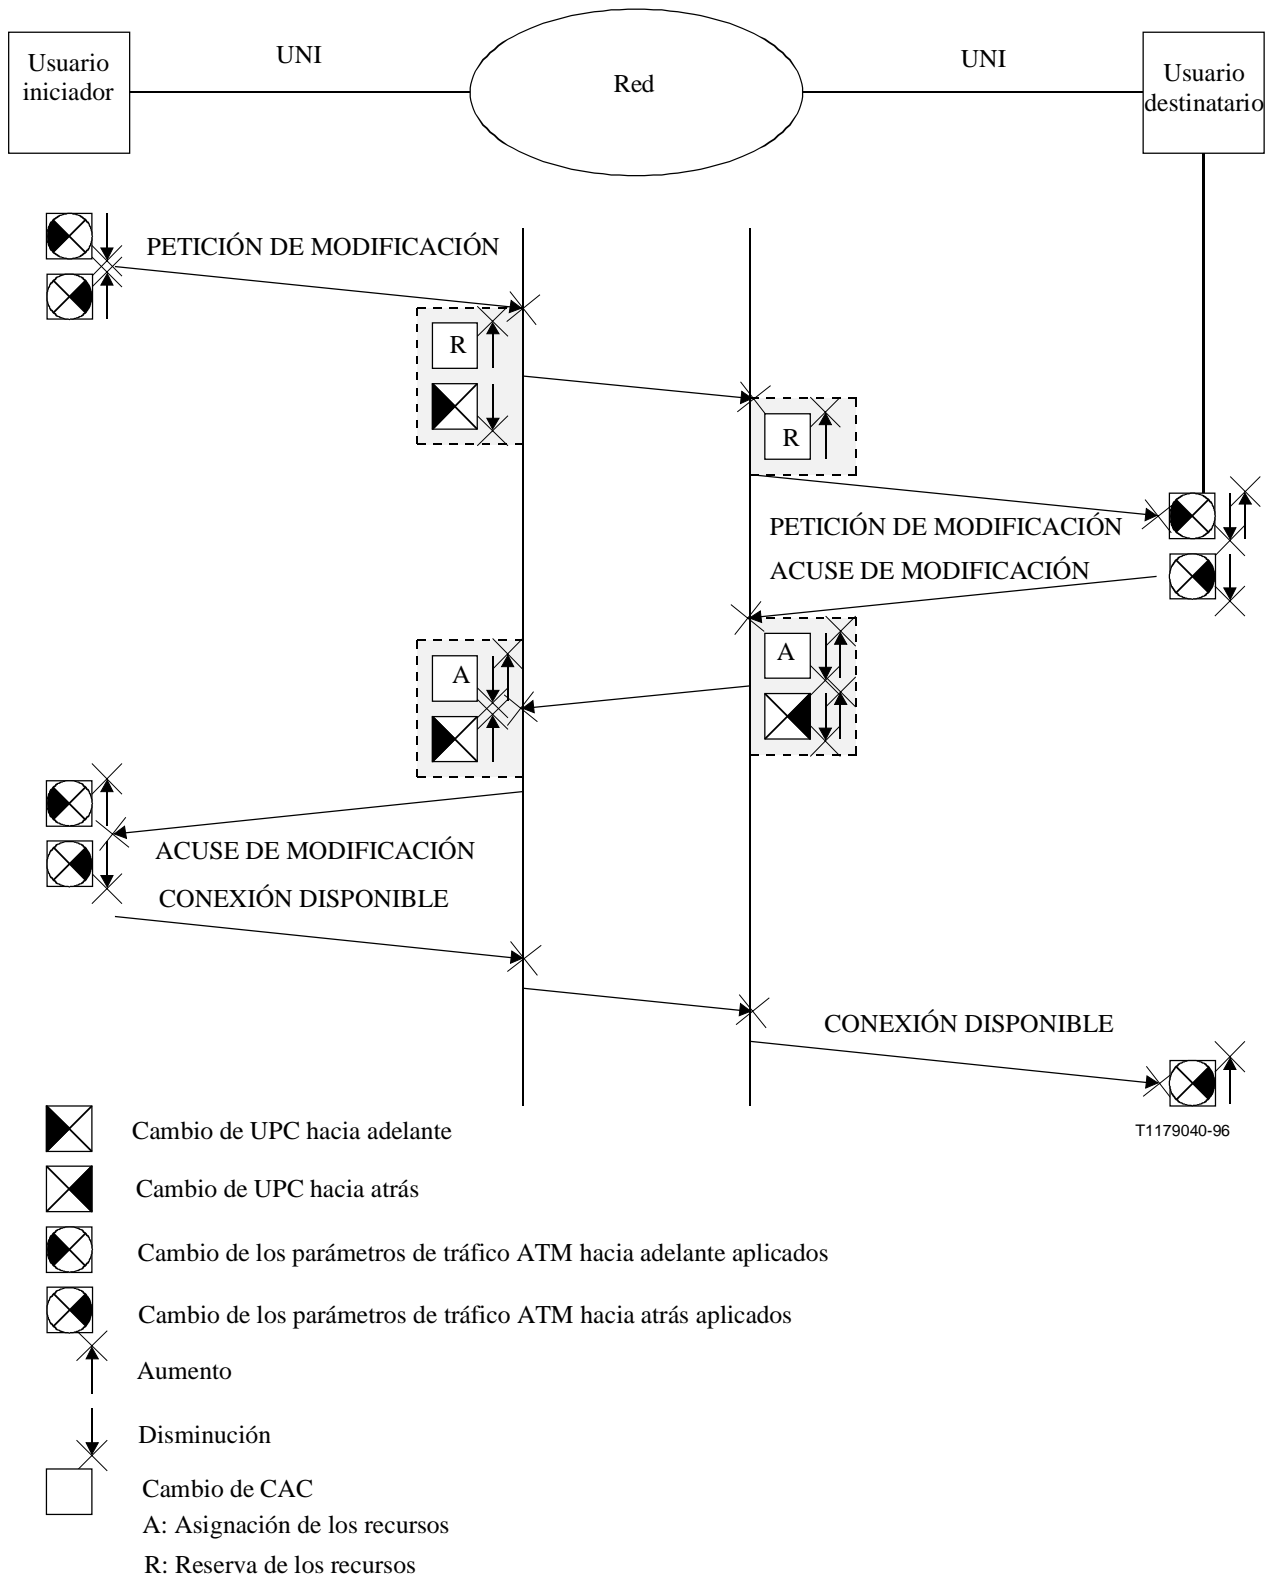 Usuario
iniciador
UNI
Red
UNI
Usuario
destinatario
PETICIÓN DE MODIFICACIÓN
R
R
PETICIÓN DE MODIFICACIÓN
ACUSE DE MODIFICACIÓN
A
A
ACUSE DE MODIFICACIÓN
CONEXIÓN DISPONIBLE
CONEXIÓN DISPONIBLE
T1179040-96
Cambio de UPC hacia adelante
Cambio de UPC hacia atrás
Cambio de los parámetros de tráfico ATM hacia adelante aplicados
Cambio de los parámetros de tráfico ATM hacia atrás aplicados
Aumento
Disminución
Cambio de CAC
A: Asignación de los recursos
R: Reserva de los recursos